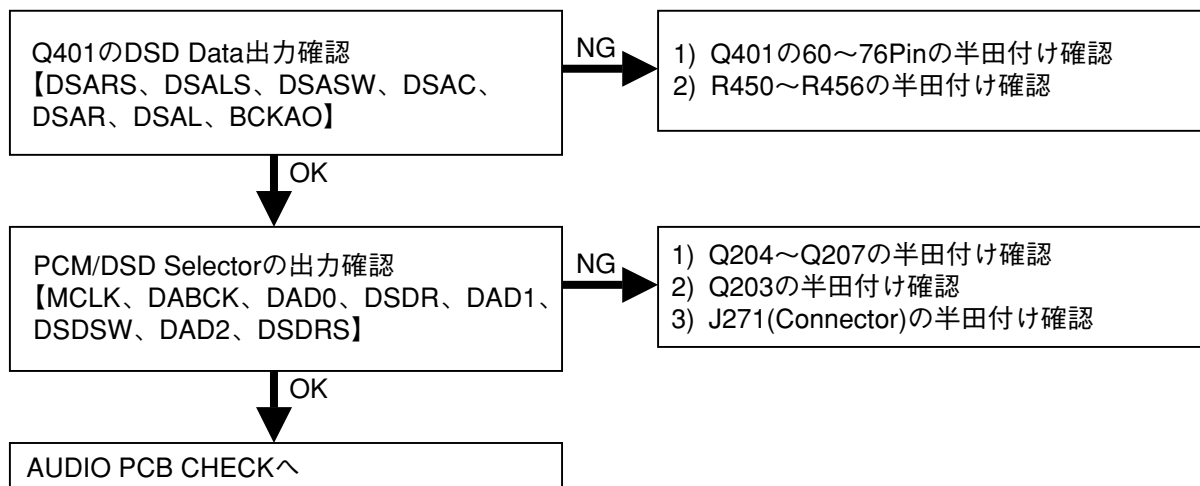 Q401のDSD Data出力確認
【DSARS、DSALS、DSASW、DSAC、
DSAR、DSAL、BCKAO】
NG
1) Q401の60～76Pinの半田付け確認
2) R450～R456の半田付け確認
OK
PCM/DSD Selectorの出力確認
【MCLK、DABCK、DAD0、DSDR、DAD1、
DSDSW、DAD2、DSDRS】
NG
1) Q204～Q207の半田付け確認
2) Q203の半田付け確認
3) J271(Connector)の半田付け確認
OK
AUDIO PCB CHECKへ